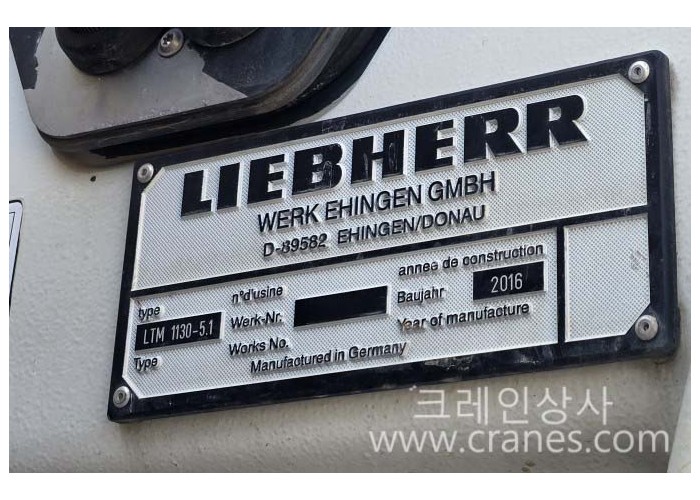 LIEBHERR
WERK EHINGEN GMBH
D-89582 EHINGEN/DONAU
type
LTM 1130-5.1
Type
n°d'usine
Werk-Nr.
Works No.
annee de construction
Baujahr 2016
Year of manufacture
Manufactured in Germany
크레인상사
www.cranes.com